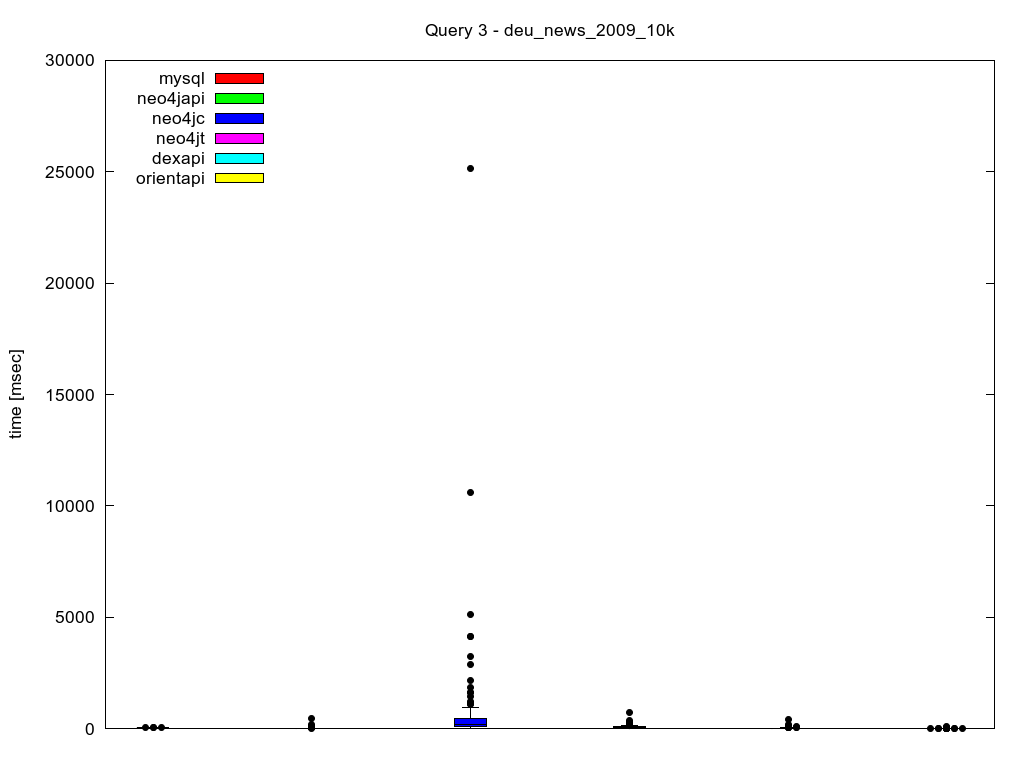 Query 3 - deu_news_2009_10k
30000
25000
20000
15000
10000
5000
0
time [msec]
mysql
neo4japi
neo4jc
neo4jt
dexapi
orientapi